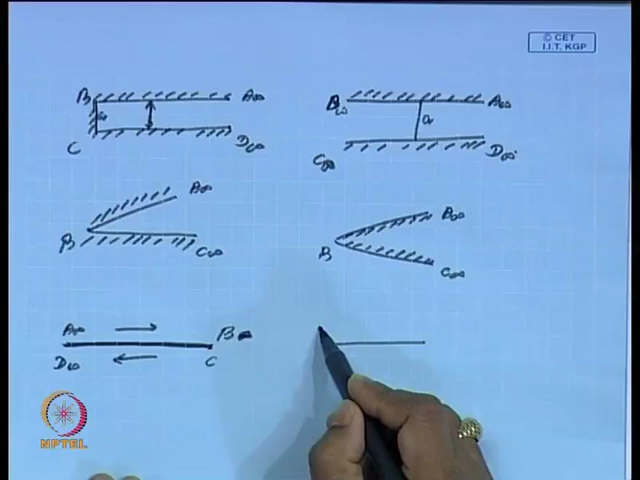 © CET
I.I.T. KGP
B A∞
a
C D∞
B∞ A∞
a
C∞ D∞
A∞
B C∞
B∞
B
C∞
A∞ B
D∞ C
NPTEL